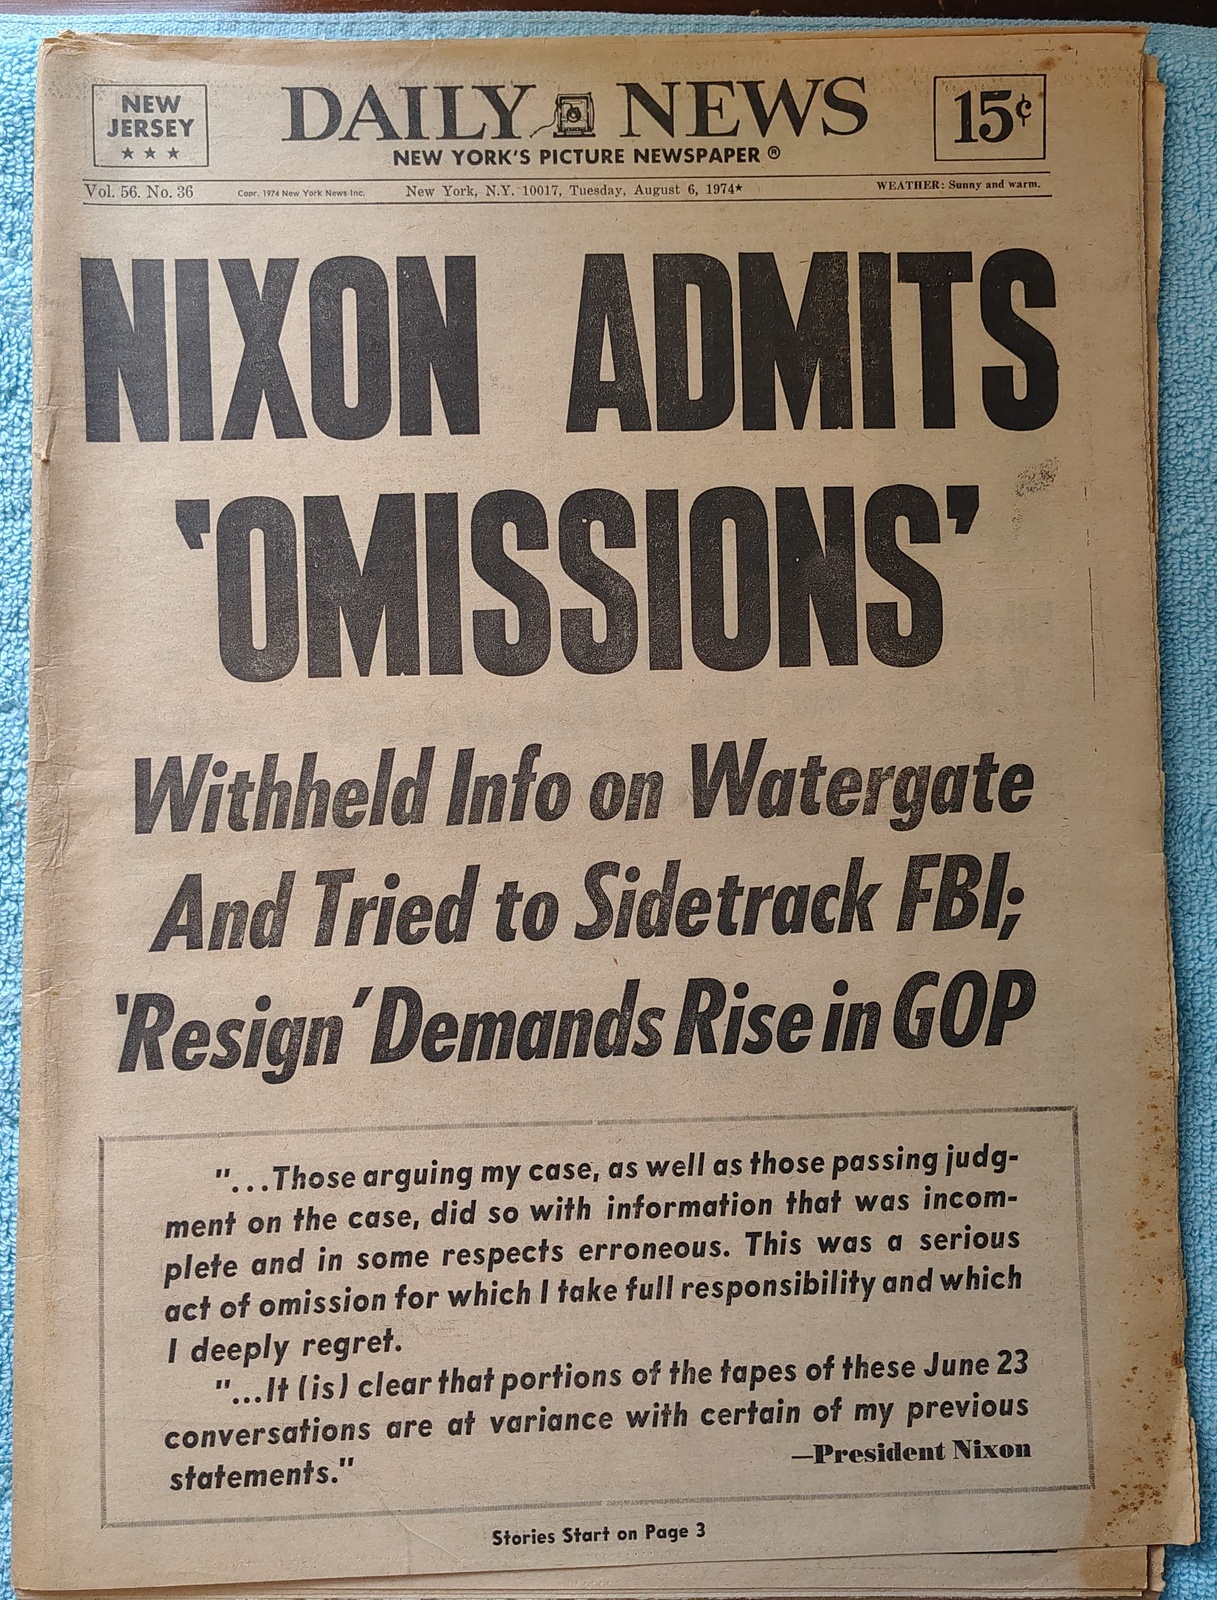 NEW
JERSEY
★ ★ ★
DAILY NEWS
NEW YORK'S PICTURE NEWSPAPER ®
15¢
Vol. 56. No. 36 Copr. 1974 New York News Inc. New York, N.Y. 10017, Tuesday, August 6, 1974★ WEATHER: Sunny and warm.
NIXON ADMITS
'OMISSIONS'
Withheld Info on Watergate
And Tried to Sidetrack FBI;
'Resign' Demands Rise in GOP
"...Those arguing my case, as well as those passing judg-
ment on the case, did so with information that was incom-
plete and in some respects erroneous. This was a serious
act of omission for which I take full responsibility and which
I deeply regret.
"...It (is) clear that portions of the tapes of these June 23
conversations are at variance with certain of my previous
statements."
—President Nixon
Stories Start on Page 3